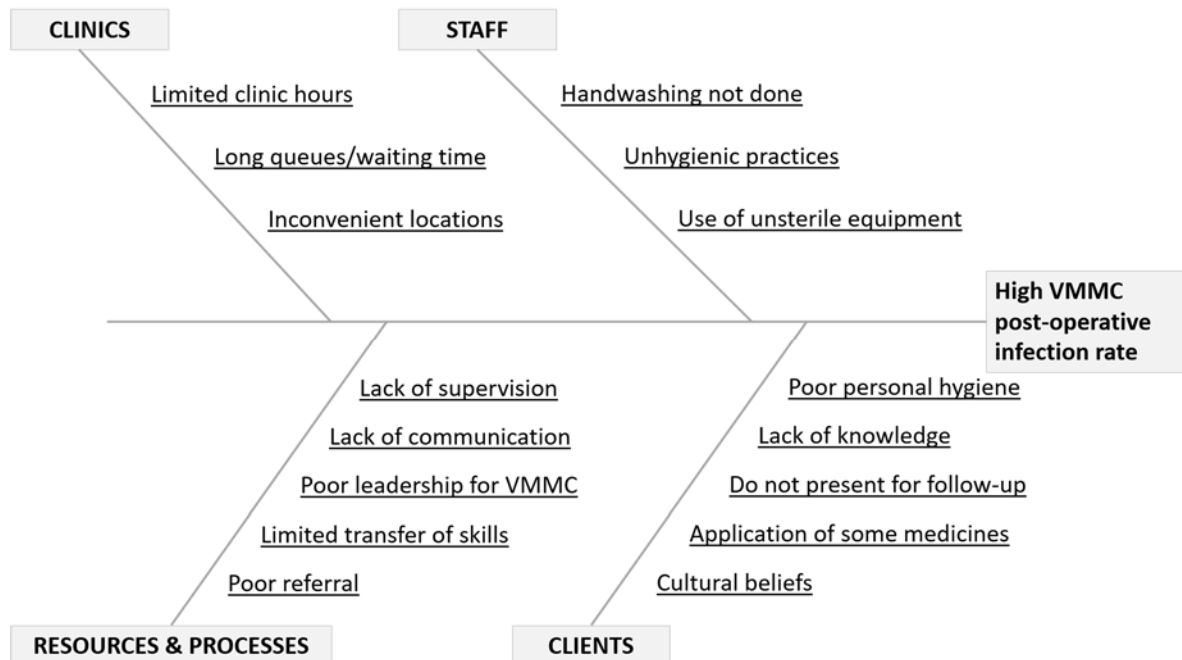 CLINICS
STAFF
Limited clinic hours
Handwashing not done
Long queues/waiting time
Unhygienic practices
Inconvenient locations
Use of unsterile equipment
High VMMC
post-operative
infection rate
Lack of supervision
Poor personal hygiene
Lack of communication
Lack of knowledge
Poor leadership for VMMC
Do not present for follow-up
Limited transfer of skills
Application of some medicines
Poor referral
Cultural beliefs
RESOURCES & PROCESSES
CLIENTS